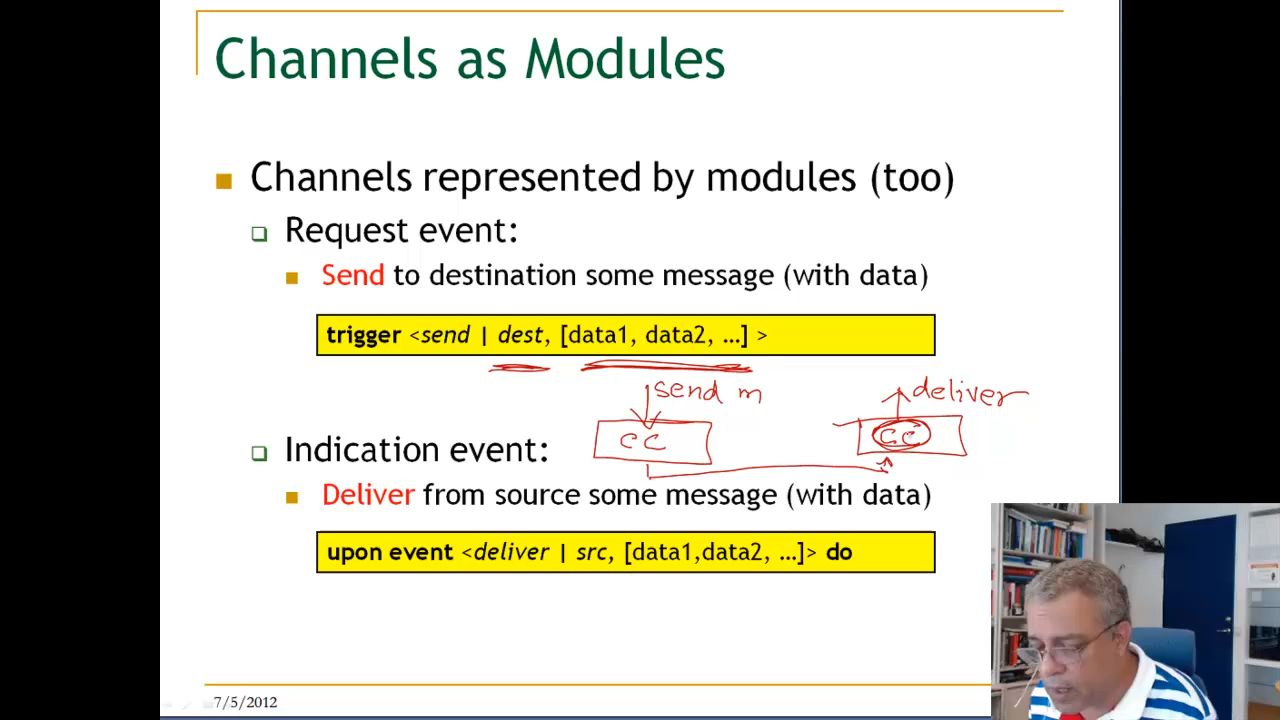 Channels as Modules
Channels represented by modules (too)
Request event:
Send to destination some message (with data)
trigger <send | dest, [data1, data2, …] >
send m
deliver
CC
CC
Indication event:
Deliver from source some message (with data)
upon event <deliver | src, [data1,data2, …]> do
7/5/2012